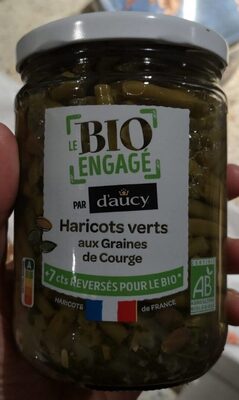 LE BIO
ENGAGÉ
PAR d'aucy
Haricots verts
aux Graines
de Courge
+7 cts REVERSÉS POUR LE BIO*
HARICOTS de FRANCE
A
AB